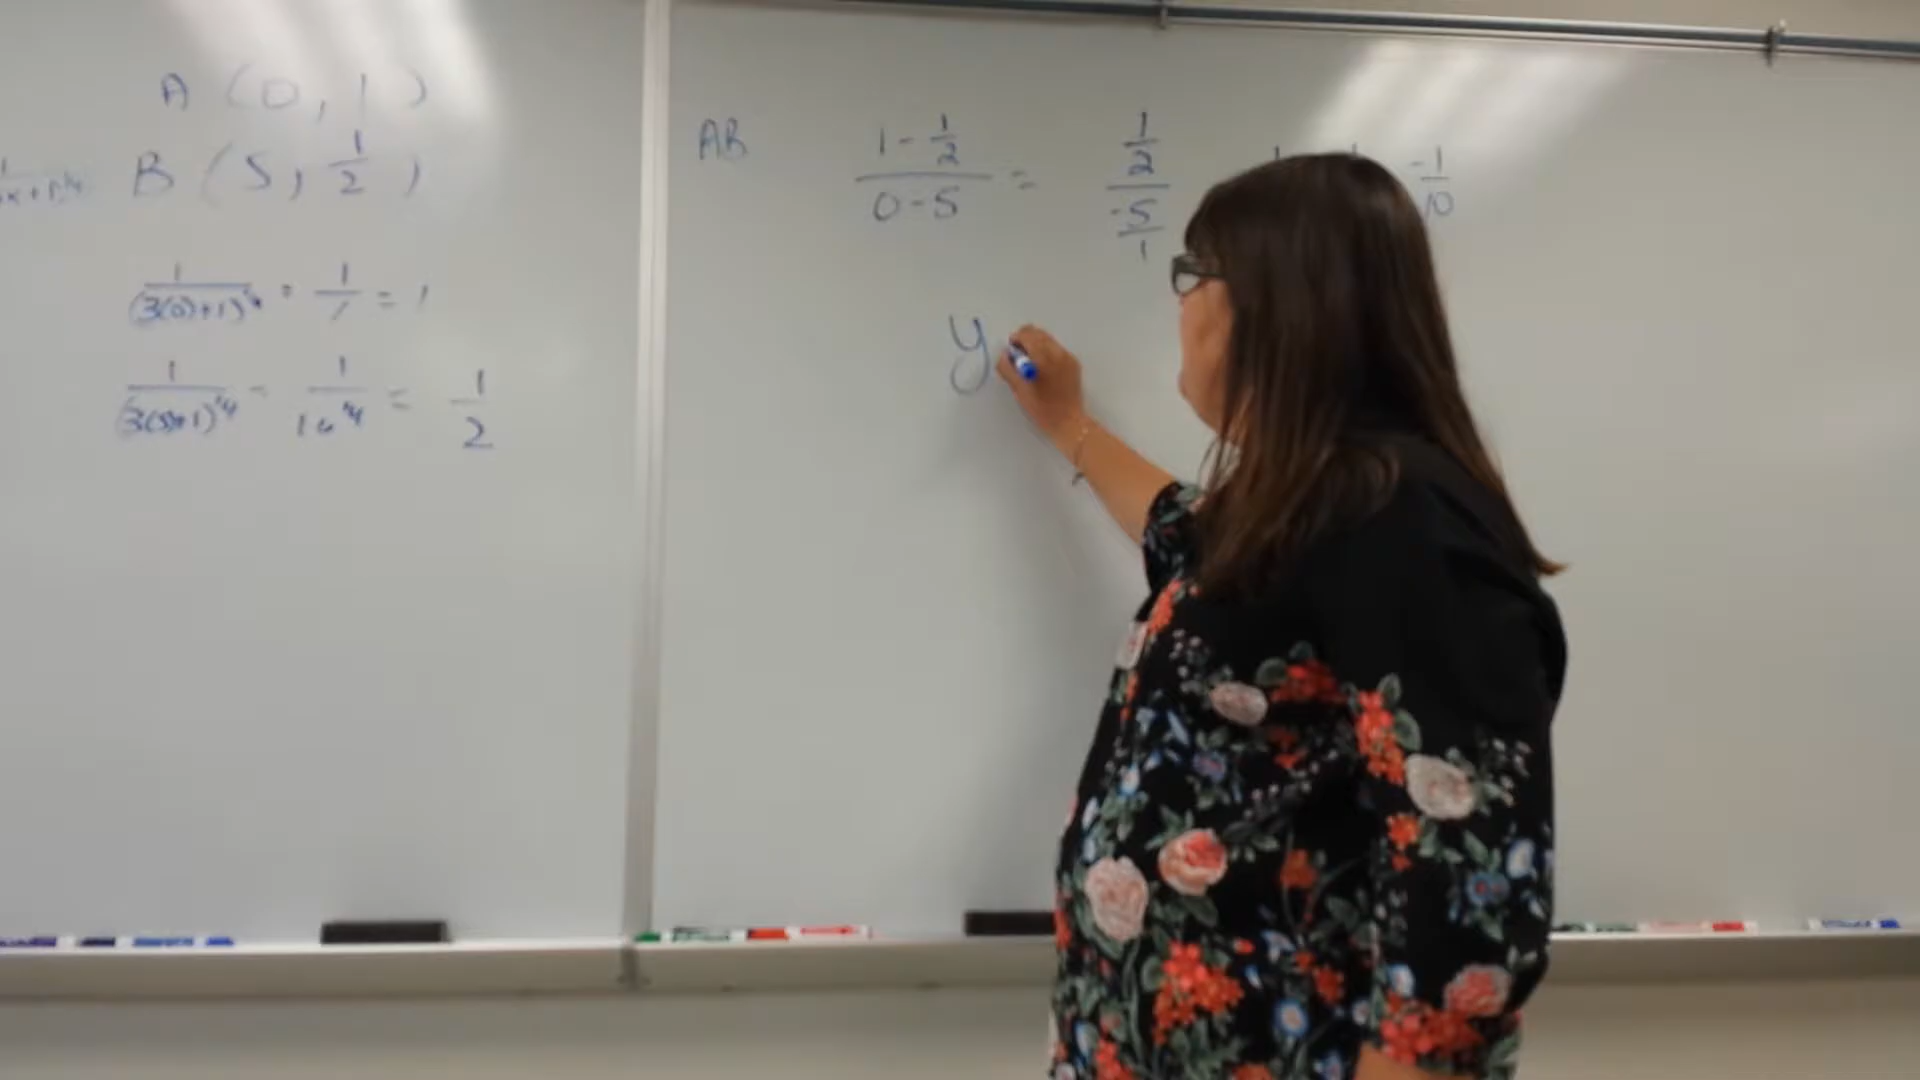 A (0, 1)
B (5, 1/2)
1/(3(0)+1)^1/4 = 1/1 = 1
1/(3(5)+1)^1/4 = 1/16^1/4 = 1/2
AB (1 - 1/2)/(0 - 5) = (1/2)/(-5/1) -1/10
y